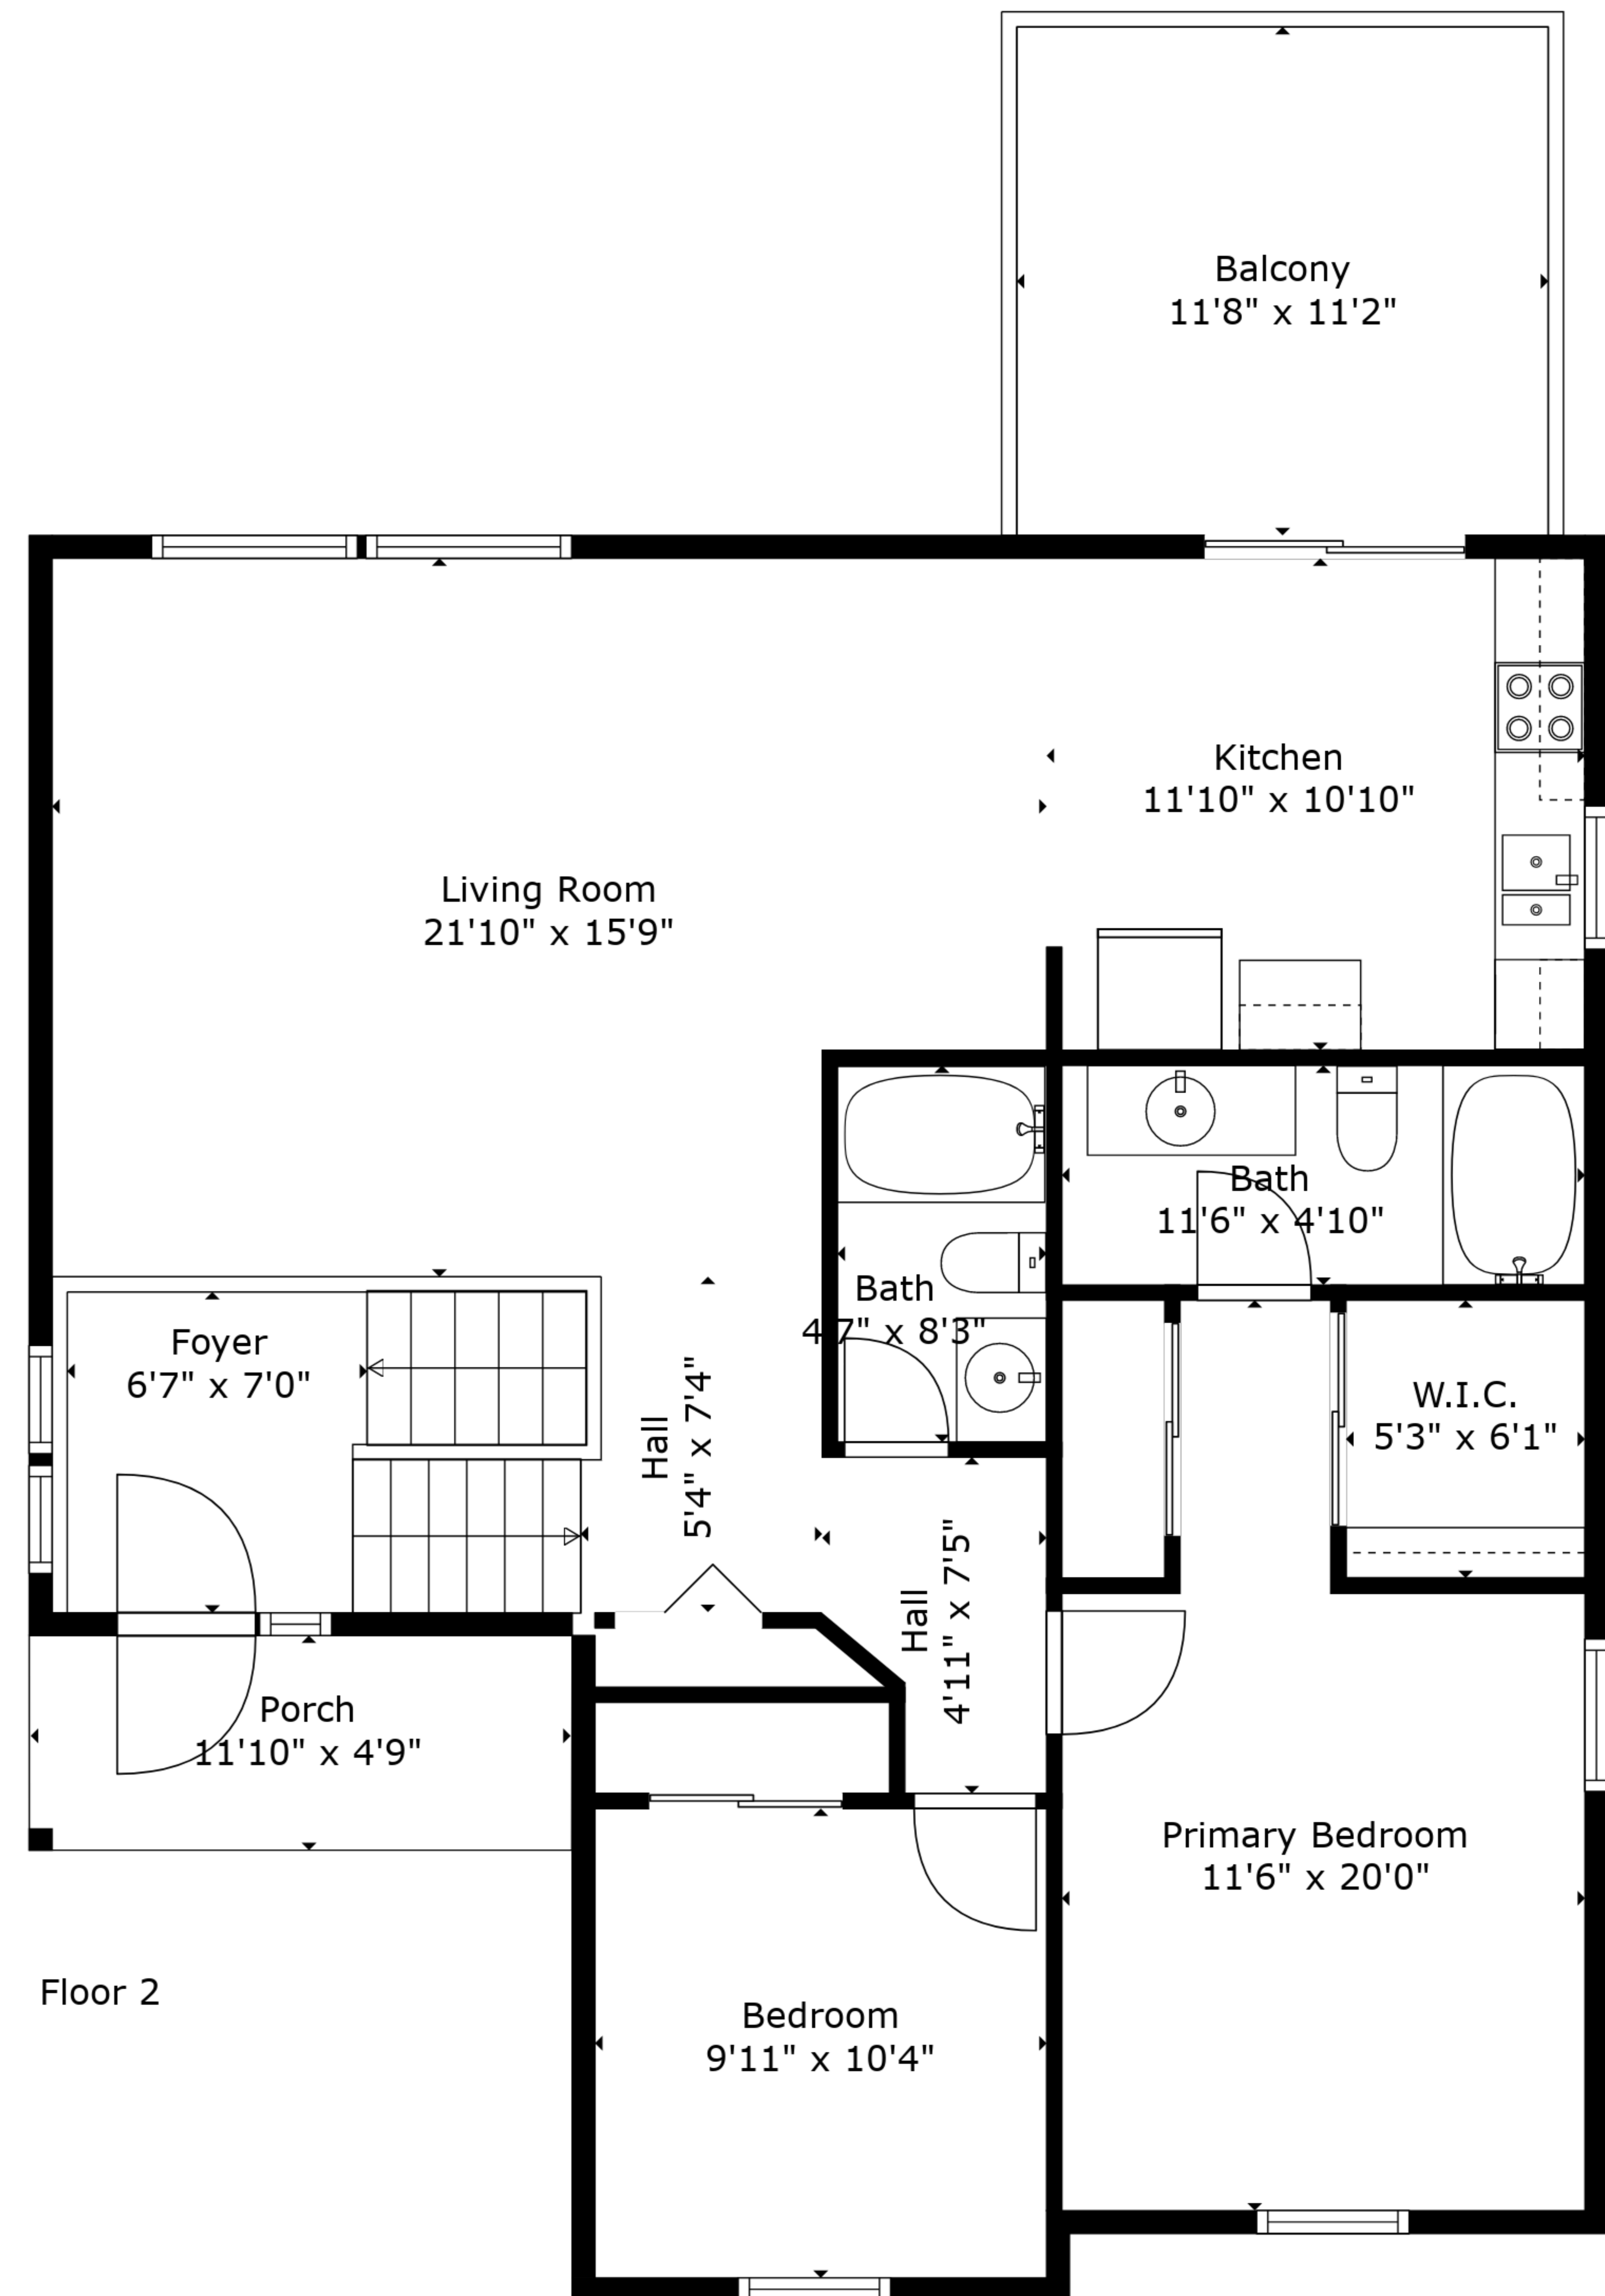 Balcony
11'8" x 11'2"
Kitchen
11'10" x 10'10"
Living Room
21'10" x 15'9"
Bath
11'6" x 4'10"
Bath
4'7" x 8'3"
Foyer
6'7" x 7'0"
Hall
5'4" x 7'4"
W.I.C.
5'3" x 6'1"
Hall
4'11" x 7'5"
Porch
11'10" x 4'9"
Primary Bedroom
11'6" x 20'0"
Floor 2
Bedroom
9'11" x 10'4"